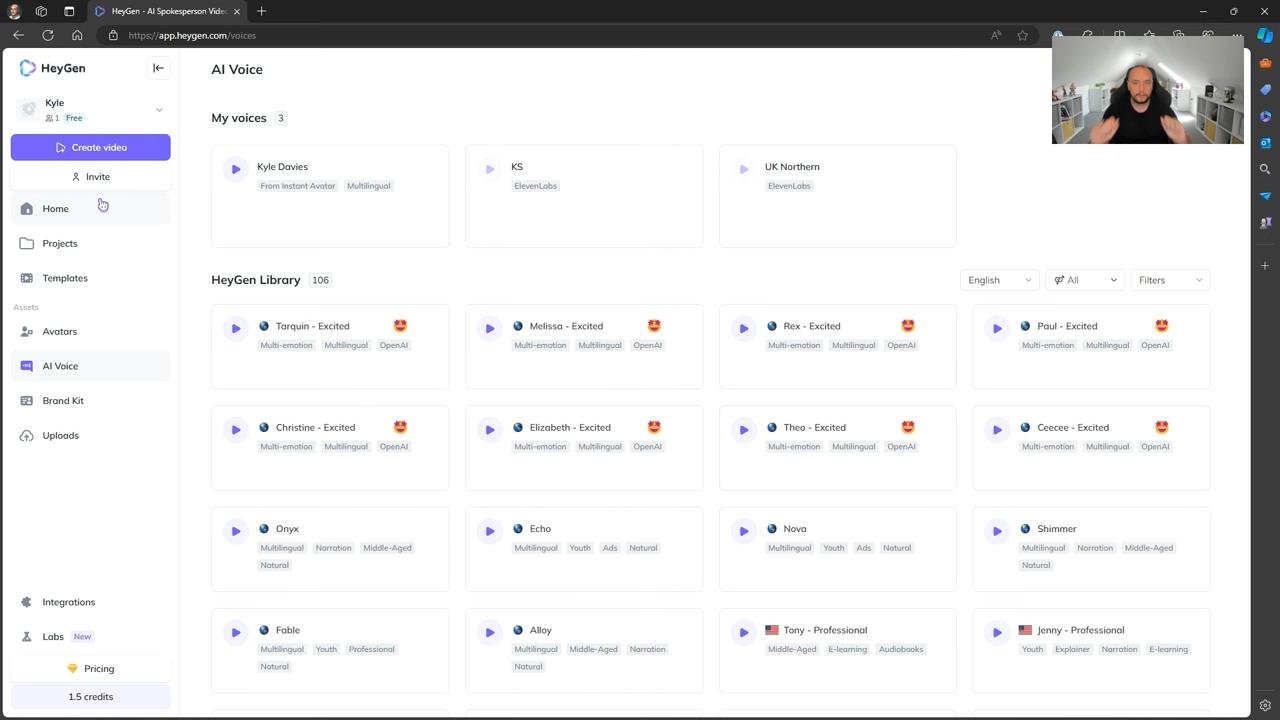 HeyGen - AI Spokesperson Vide
https://app.heygen.com/voices
HeyGen
Kyle
1 Free
Create video
Invite
Home
Projects
Templates
Assets
Avatars
AI Voice
Brand Kit
Uploads
Integrations
Labs New
Pricing
1.5 credits
AI Voice
My voices 3
Kyle Davies
From Instant Avatar Multilingual
KS
ElevenLabs
UK Northern
ElevenLabs
HeyGen Library 106
English All Filters
Tarquin - Excited
Multi-emotion Multilingual OpenAI
Melissa - Excited
Multi-emotion Multilingual OpenAI
Rex - Excited
Multi-emotion Multilingual OpenAI
Paul - Excited
Multi-emotion Multilingual OpenAI
Christine - Excited
Multi-emotion Multilingual OpenAI
Elizabeth - Excited
Multi-emotion Multilingual OpenAI
Theo - Excited
Multi-emotion Multilingual OpenAI
Ceecee - Excited
Multi-emotion Multilingual OpenAI
Onyx
Multilingual Narration Middle-Aged
Natural
Echo
Multilingual Youth Ads Natural
Nova
Multilingual Youth Ads Natural
Shimmer
Multilingual Narration Middle-Aged
Natural
Fable
Multilingual Youth Professional
Natural
Alloy
Multilingual Middle-Aged Narration
Natural
Tony - Professional
Middle-Aged E-learning Audiobooks
Jenny - Professional
Youth Explainer Narration E-learning